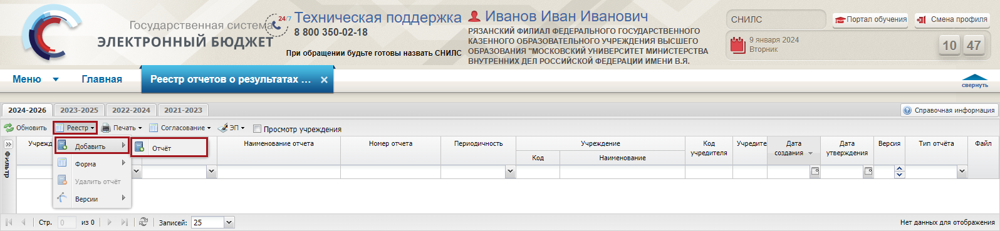 Государственная система
ЭЛЕКТРОННЫЙ БЮДЖЕТ
24/7
Техническая поддержка
8 800 350-02-18
При обращении будьте готовы назвать СНИЛС
Иванов Иван Иванович
РЯЗАНСКИЙ ФИЛИАЛ ФЕДЕРАЛЬНОГО ГОСУДАРСТВЕННОГО
КАЗЕННОГО ОБРАЗОВАТЕЛЬНОГО УЧРЕЖДЕНИЯ ВЫСШЕГО
ОБРАЗОВАНИЯ "МОСКОВСКИЙ УНИВЕРСИТЕТ МИНИСТЕРСТВА
ВНУТРЕННИХ ДЕЛ РОССИЙСКОЙ ФЕДЕРАЦИИ ИМЕНИ В.Я.
СНИЛС
Портал обучения
Смена профиля
9 января 2024
Вторник
10 47
Меню Главная Реестр отчетов о результатах ...
свернуть
2024-2026 2023-2025 2022-2024 2021-2023 Справочная информация
Обновить Реестр Печать Согласование ЭП Просмотр учреждения
Фильтр
Учрежд Наименование отчета Номер отчета Периодичность Учреждение Код учредителя Учредите Дата создания Дата утверждения Версия Тип отчёта Файл
Код Наименование
Добавить Отчёт
Форма
Удалить отчёт
Версии
Стр. 0 из 0 Записей: 25 Нет данных для отображения